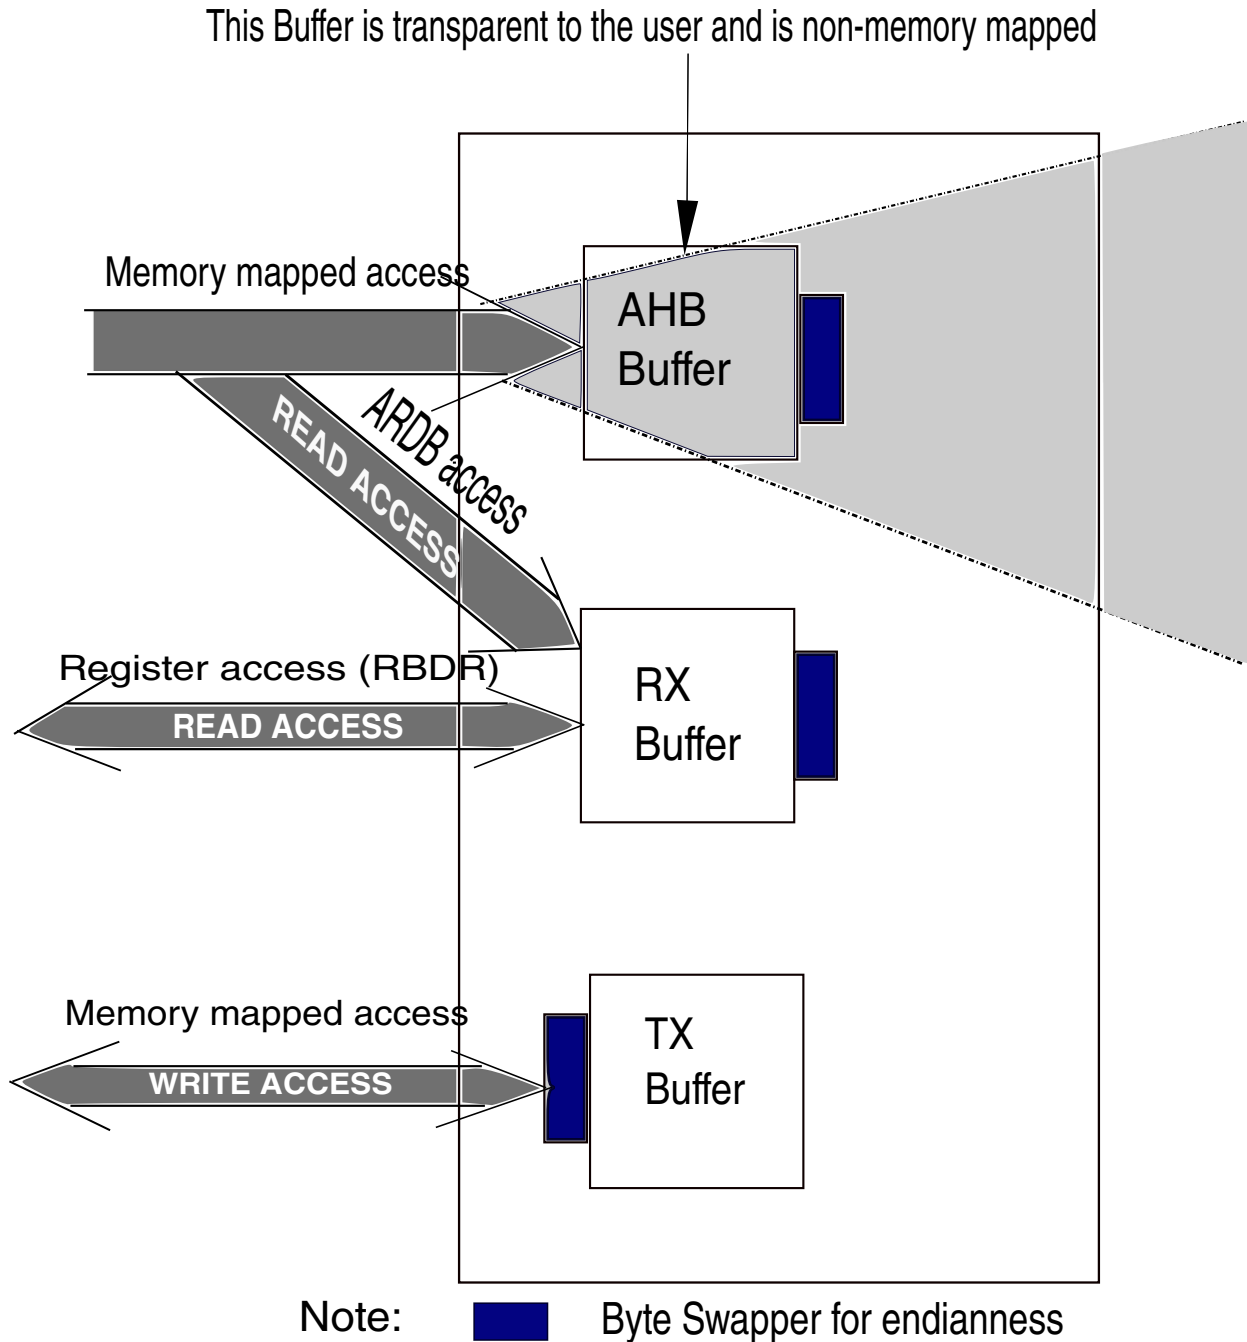 This Buffer is transparent to the user and is non-memory mapped
Memory mapped access
AHB
Buffer
ARDB access
READ ACCESS
Register access (RBDR)
READ ACCESS
RX
Buffer
Memory mapped access
WRITE ACCESS
TX
Buffer
Note:
Byte Swapper for endianness